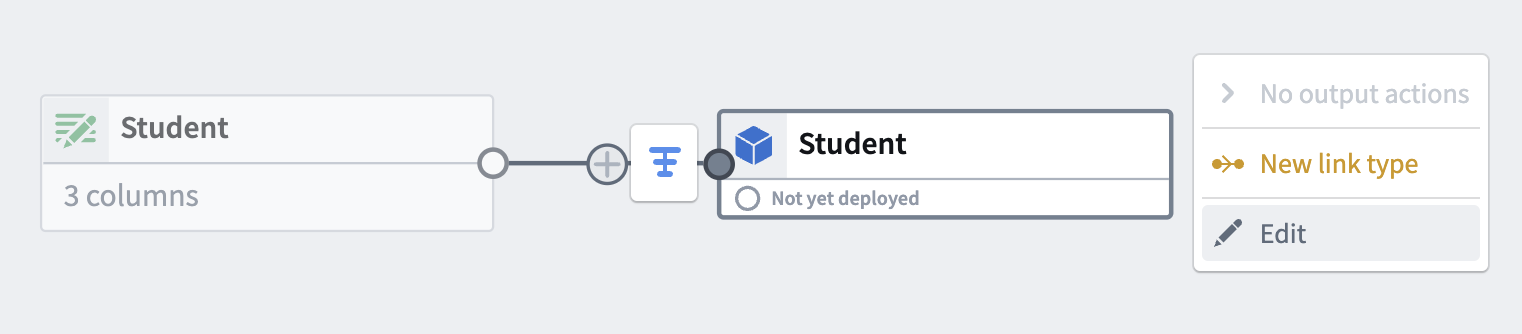 Student
3 columns
Student
Not yet deployed
No output actions
New link type
Edit